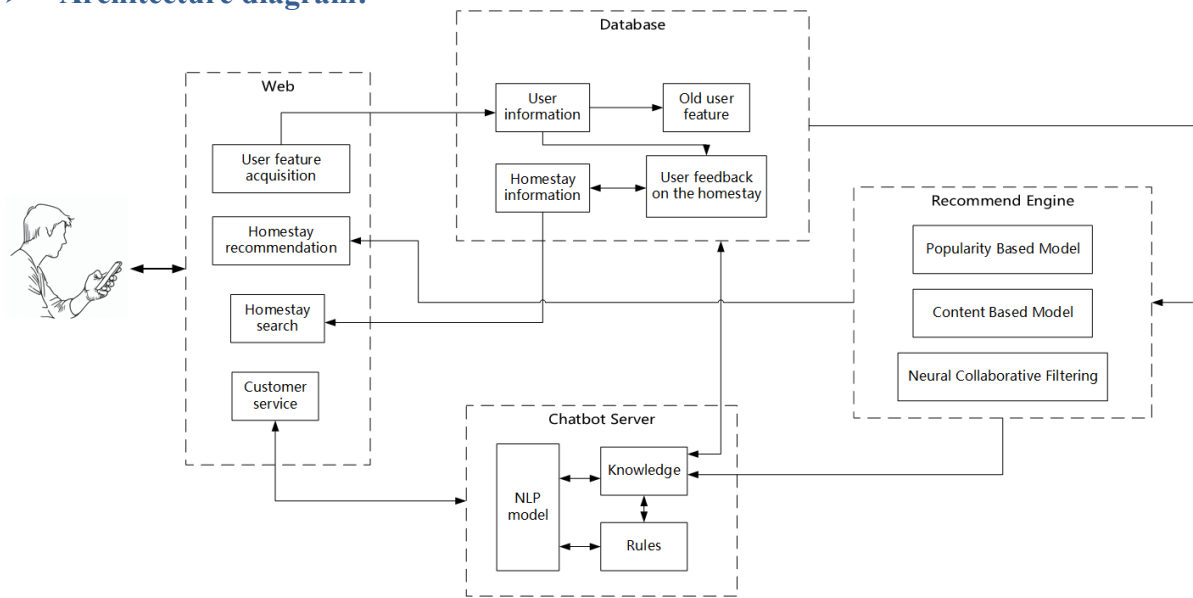 ➢ Architecture diagram:
Database
Web
User
information
Old user
feature
User feature
acquisition
Homestay
information
User feedback
on the homestay
Recommend Engine
Homestay
recommendation
Popularity Based Model
Homestay
search
Content Based Model
Neural Collaborative Filtering
Customer
service
Chatbot Server
NLP
model
Knowledge
Rules